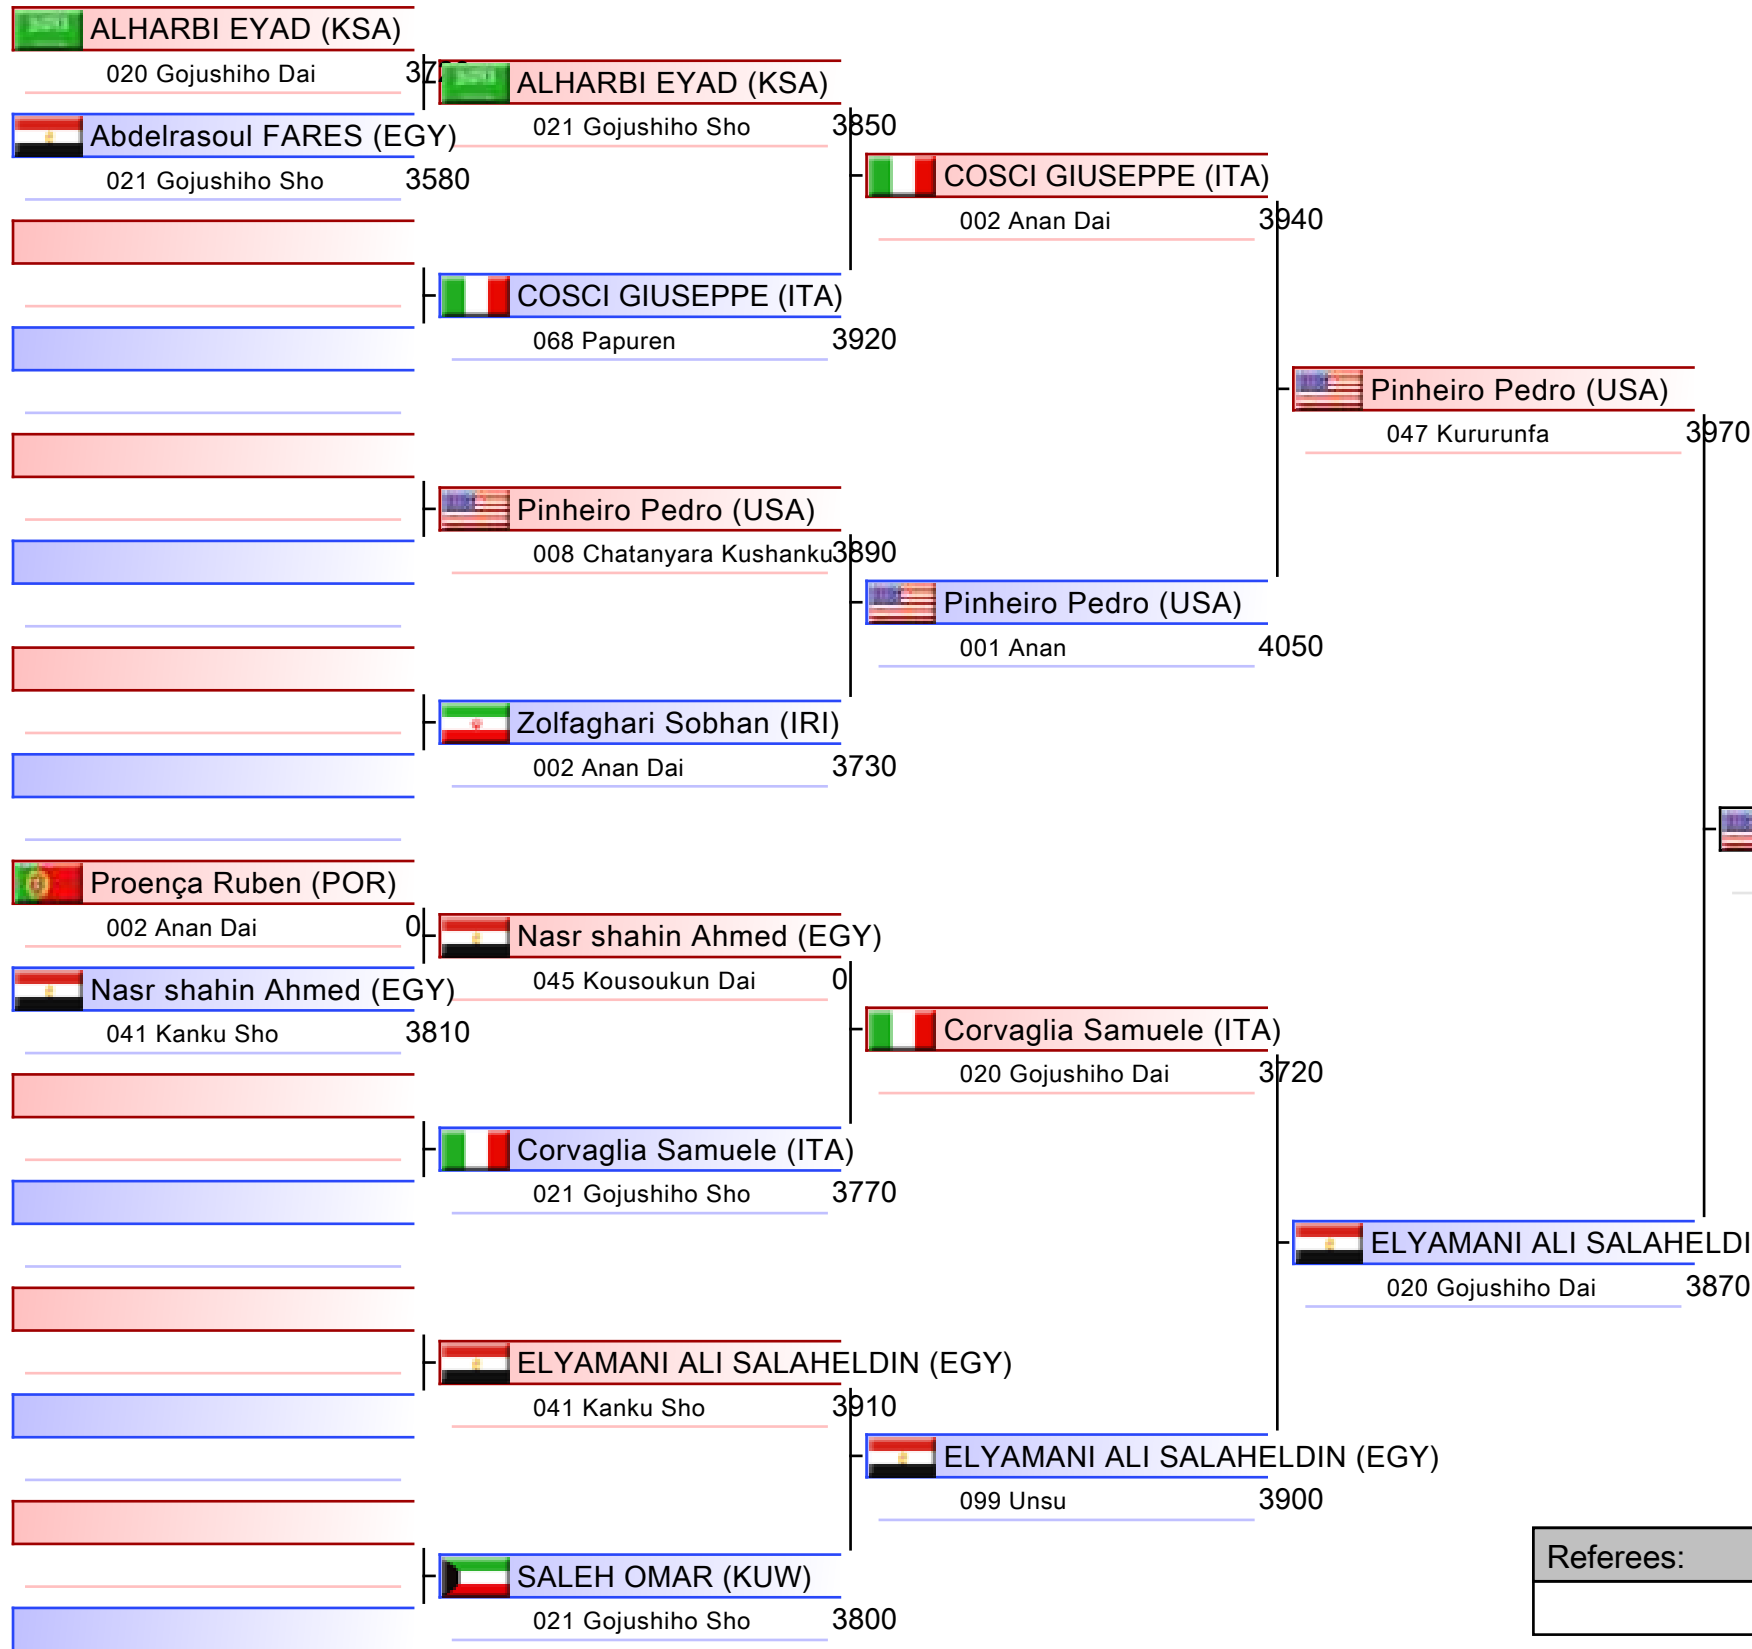 ALHARBI EYAD (KSA)
020 Gojushiho Dai
Abdelrasoul FARES (EGY)
021 Gojushiho Sho 3580
ALHARBI EYAD (KSA)
021 Gojushiho Sho 3850
COSCI GIUSEPPE (ITA)
068 Papuren 3920
COSCI GIUSEPPE (ITA)
002 Anan Dai 3940
Pinheiro Pedro (USA)
008 Chatanyara Kushanku 3890
Zolfaghari Sobhan (IRI)
002 Anan Dai 3730
Pinheiro Pedro (USA)
001 Anan 4050
Pinheiro Pedro (USA)
047 Kururunfa 3970
Proença Ruben (POR)
002 Anan Dai 0
Nasr shahin Ahmed (EGY)
041 Kanku Sho 3810
Nasr shahin Ahmed (EGY)
045 Kousoukun Dai 0
Corvaglia Samuele (ITA)
021 Gojushiho Sho 3770
Corvaglia Samuele (ITA)
020 Gojushiho Dai 3720
ELYAMANI ALI SALAHELDIN (EGY)
041 Kanku Sho 3910
SALEH OMAR (KUW)
021 Gojushiho Sho 3800
ELYAMANI ALI SALAHELDIN (EGY)
099 Unsu 3900
ELYAMANI ALI SALAHELDI
020 Gojushiho Dai 3870
Referees: